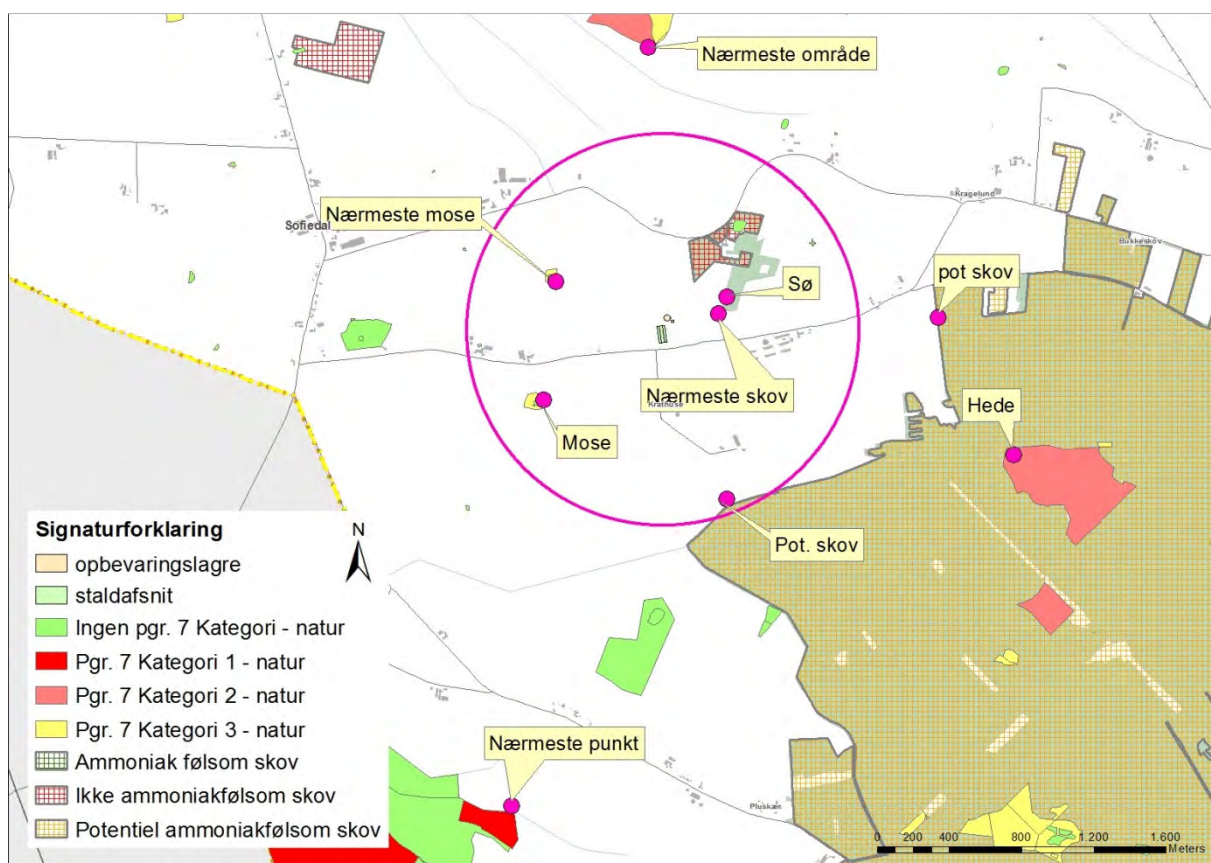 Nærmeste område
Kragelund
Nærmeste mose
Sofiedal
Bukkeskov
Sø
pot skov
Nærmeste skov
Krathuse
Hede
Mose
Pot. skov
Signaturforklaring
N
opbevaringslagre
staldafsnit
Ingen pgr. 7 Kategori - natur
Pgr. 7 Kategori 1 - natur
Pgr. 7 Kategori 2 - natur
Pgr. 7 Kategori 3 - natur
Ammoniak følsom skov
Ikke ammoniakfølsom skov
Potentiel ammoniakfølsom skov
Nærmeste punkt
Pluskær
0 200 400 800 1.200 1.600
Meters